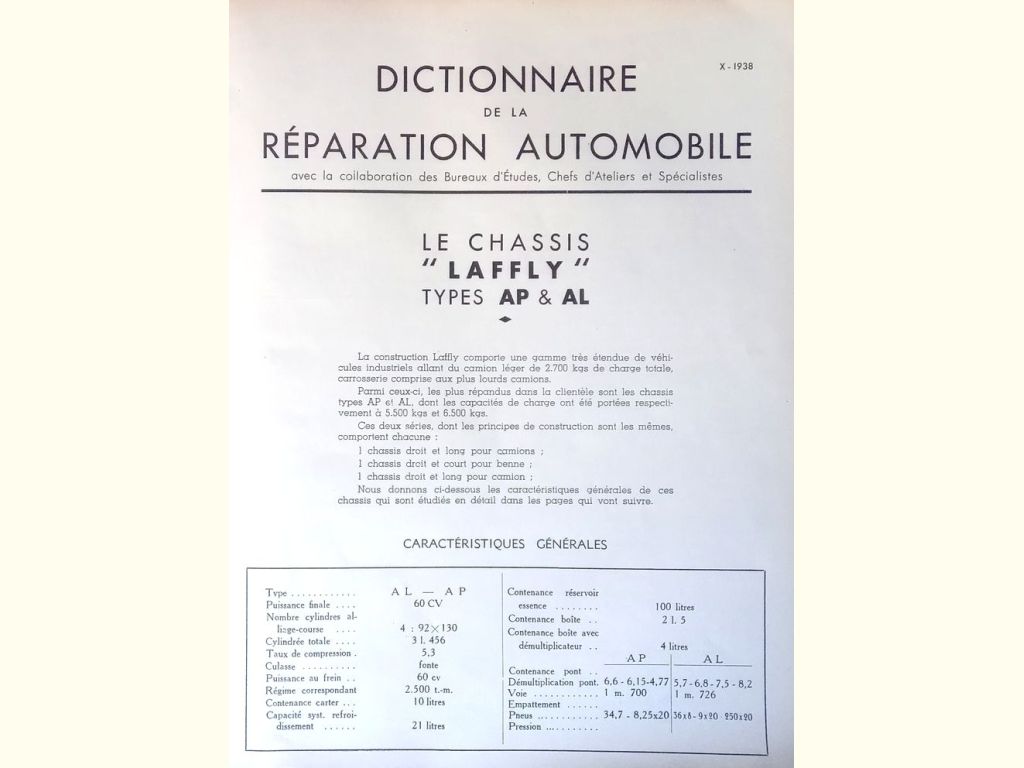 X - 1938
DICTIONNAIRE
DE LA
RÉPARATION AUTOMOBILE
avec la collaboration des Bureaux d'Études, Chefs d'Ateliers et Spécialistes
LE CHASSIS
" LAFFLY "
TYPES AP & AL
La construction Laffly comporte une gamme très étendue de véhi-
cules industriels allant du camion léger de 2.700 kgs de charge totale,
carrosserie comprise aux plus lourds camions.
Parmi ceux-ci, les plus répandus dans la clientèle sont les chassis
types AP et AL, dont les capacités de charge ont été portées respecti-
vement à 5.500 kgs et 6.500 kgs.
Ces deux séries, dont les principes de construction sont les mêmes,
comportent chacune :
1 chassis droit et long pour camions ;
1 chassis droit et court pour benne ;
1 chassis droit et long pour camion ;
Nous donnons ci-dessous les caractéristiques générales de ces
chassis qui sont étudiés en détail dans les pages qui vont suivre.
CARACTÉRISTIQUES GÉNÉRALES
Type ............ AL — AP
Puissance finale .... 60 CV
Nombre cylindres al-
liage-course .... 4 : 92×130
Cylindrée totale .... 3 l. 456
Taux de compression . 5,3
Culasse .......... fonte
Puissance au frein .. 60 cv
Régime correspondant 2.500 t.-m.
Contenance carter ... 10 litres
Capacité syst. refroi-
dissement ...... 21 litres
Contenance réservoir
essence ........ 100 litres
Contenance boîte .. 2 l. 5
Contenance boîte avec
démultiplicateur .. 4 litres
AP AL
Contenance pont ..
Démultiplication pont. 6,6 - 6,15-4,77 5,7-6,8-7,5 - 8,2
Voie ............ 1 m. 700 1 m. 726
Empattement ......
Pneus ............ 34,7 - 8,25x20 36x8 - 9x20 - 250x20
Pression ...........